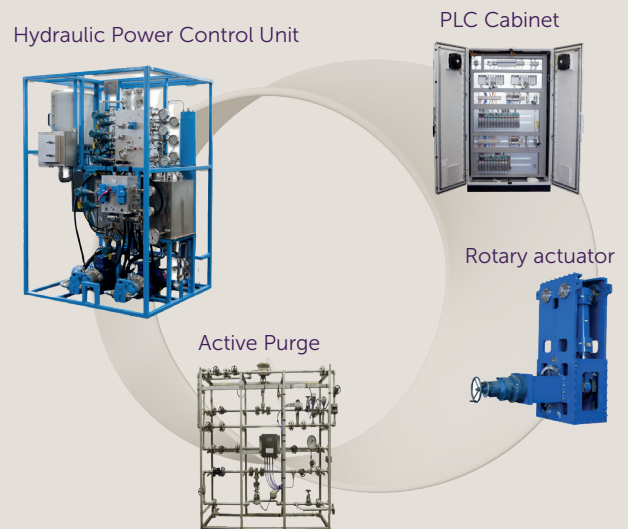 PLC Cabinet
Hydraulic Power Control Unit
Rotary actuator
Active Purge